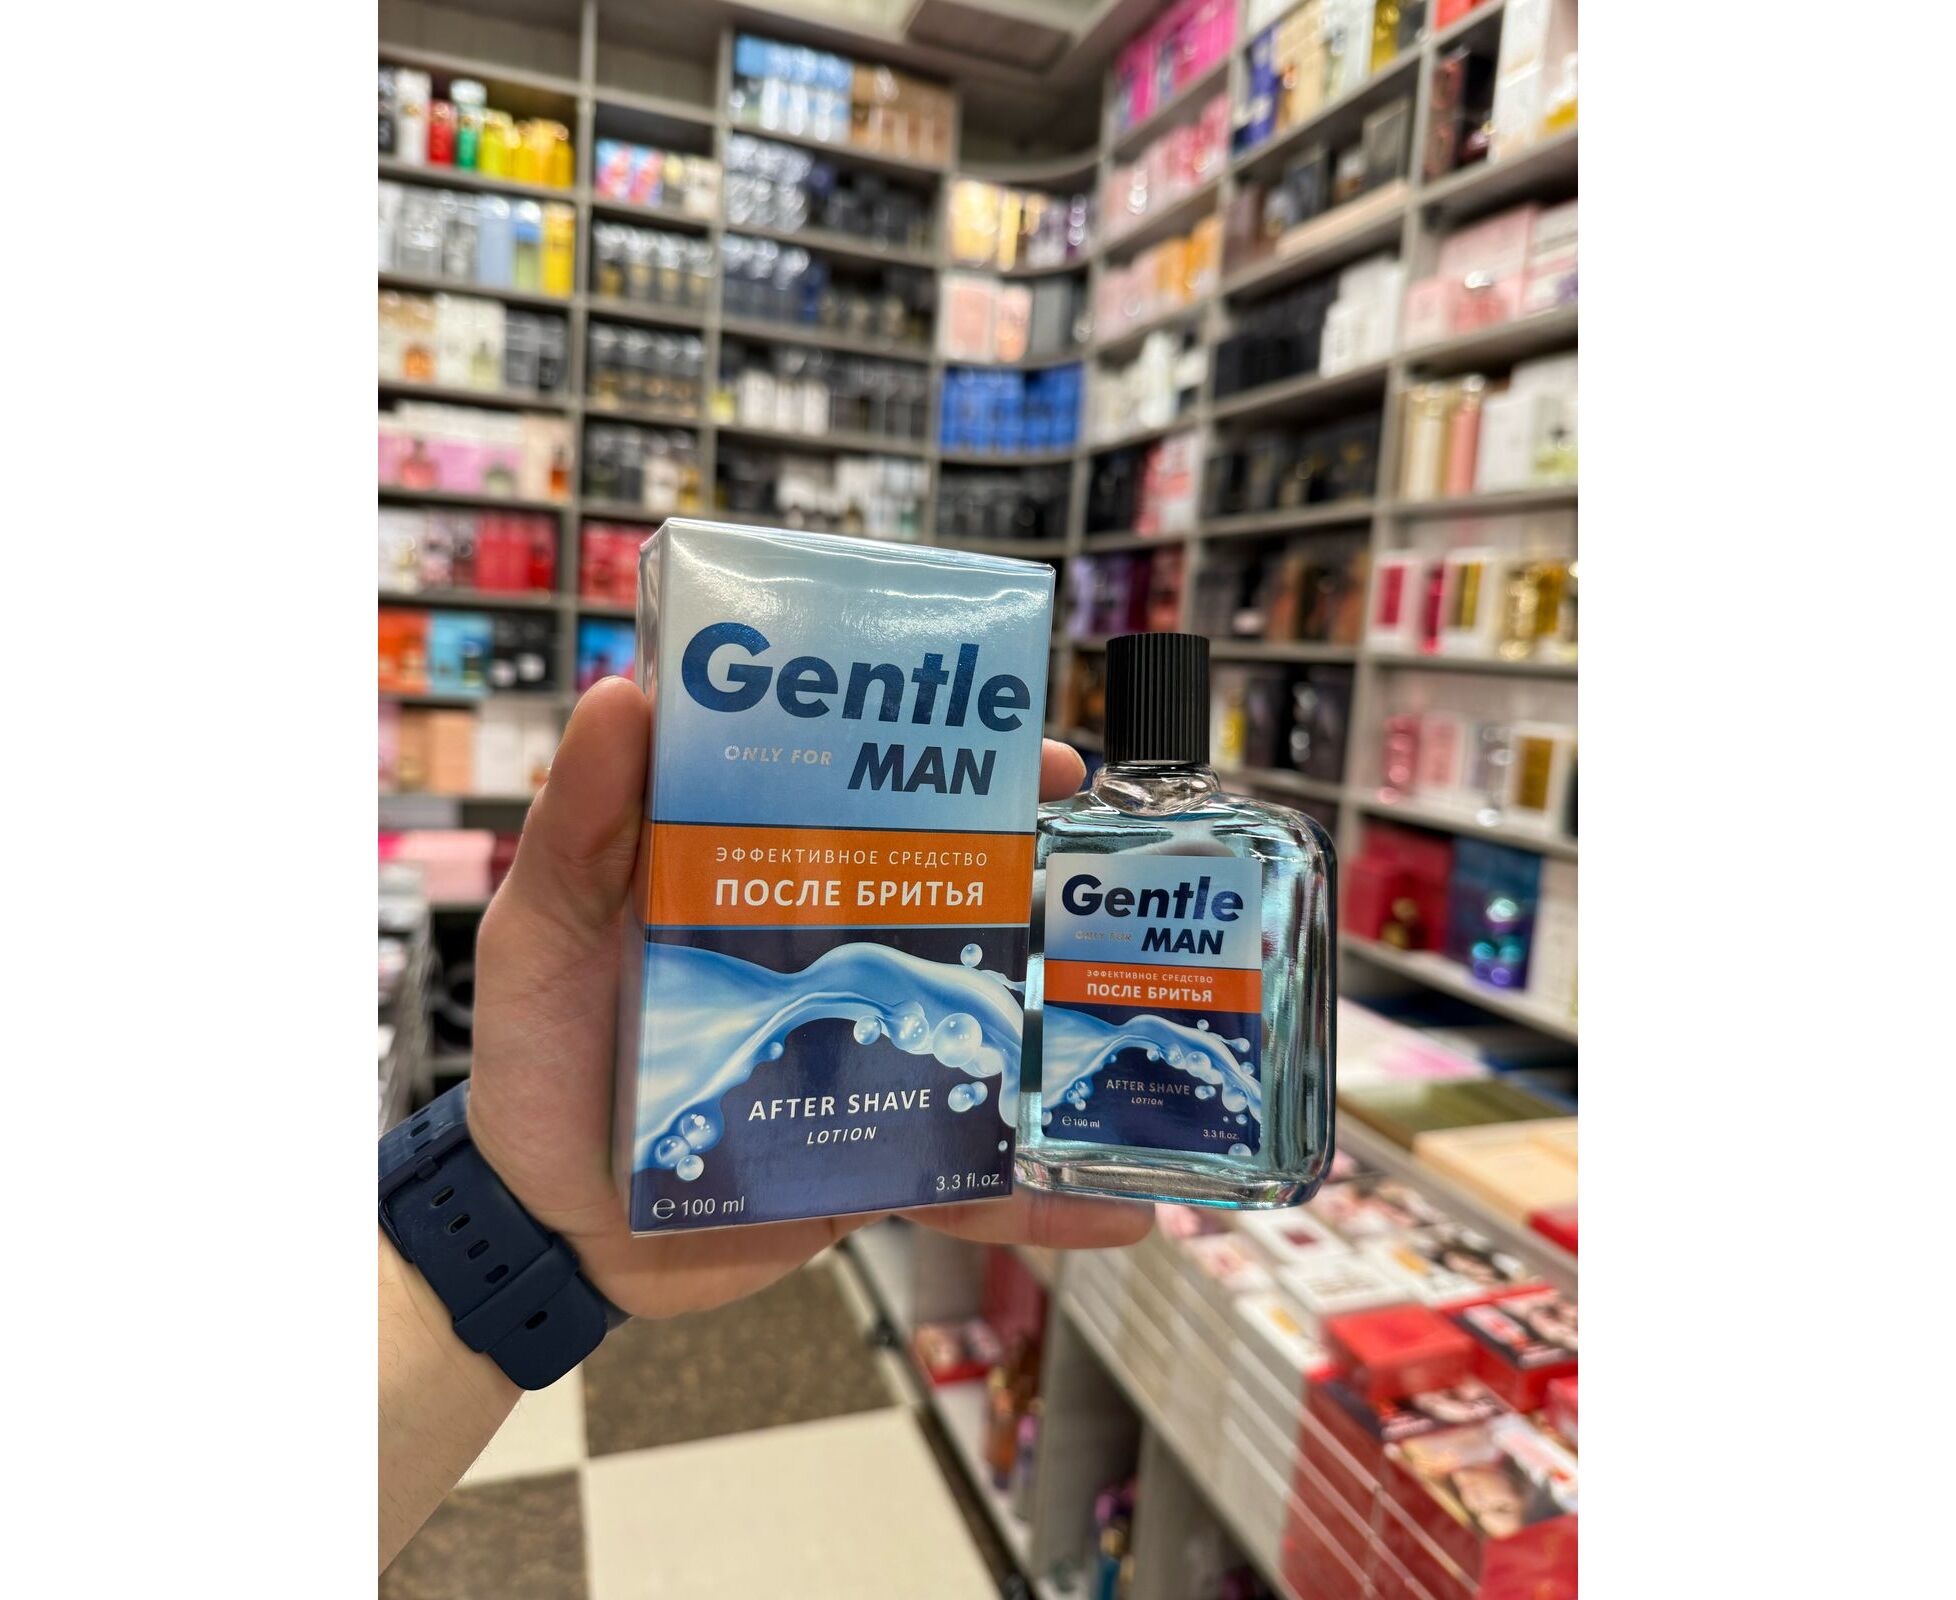 Gentle
ONLY FOR MAN
ЭФФЕКТИВНОЕ СРЕДСТВО
ПОСЛЕ БРИТЬЯ
AFTER SHAVE
LOTION
℮ 100 ml
3.3 fl.oz.
Gentle
ONLY FOR MAN
ЭФФЕКТИВНОЕ СРЕДСТВО
ПОСЛЕ БРИТЬЯ
AFTER SHAVE
LOTION
℮ 100 ml
3.3 fl.oz.